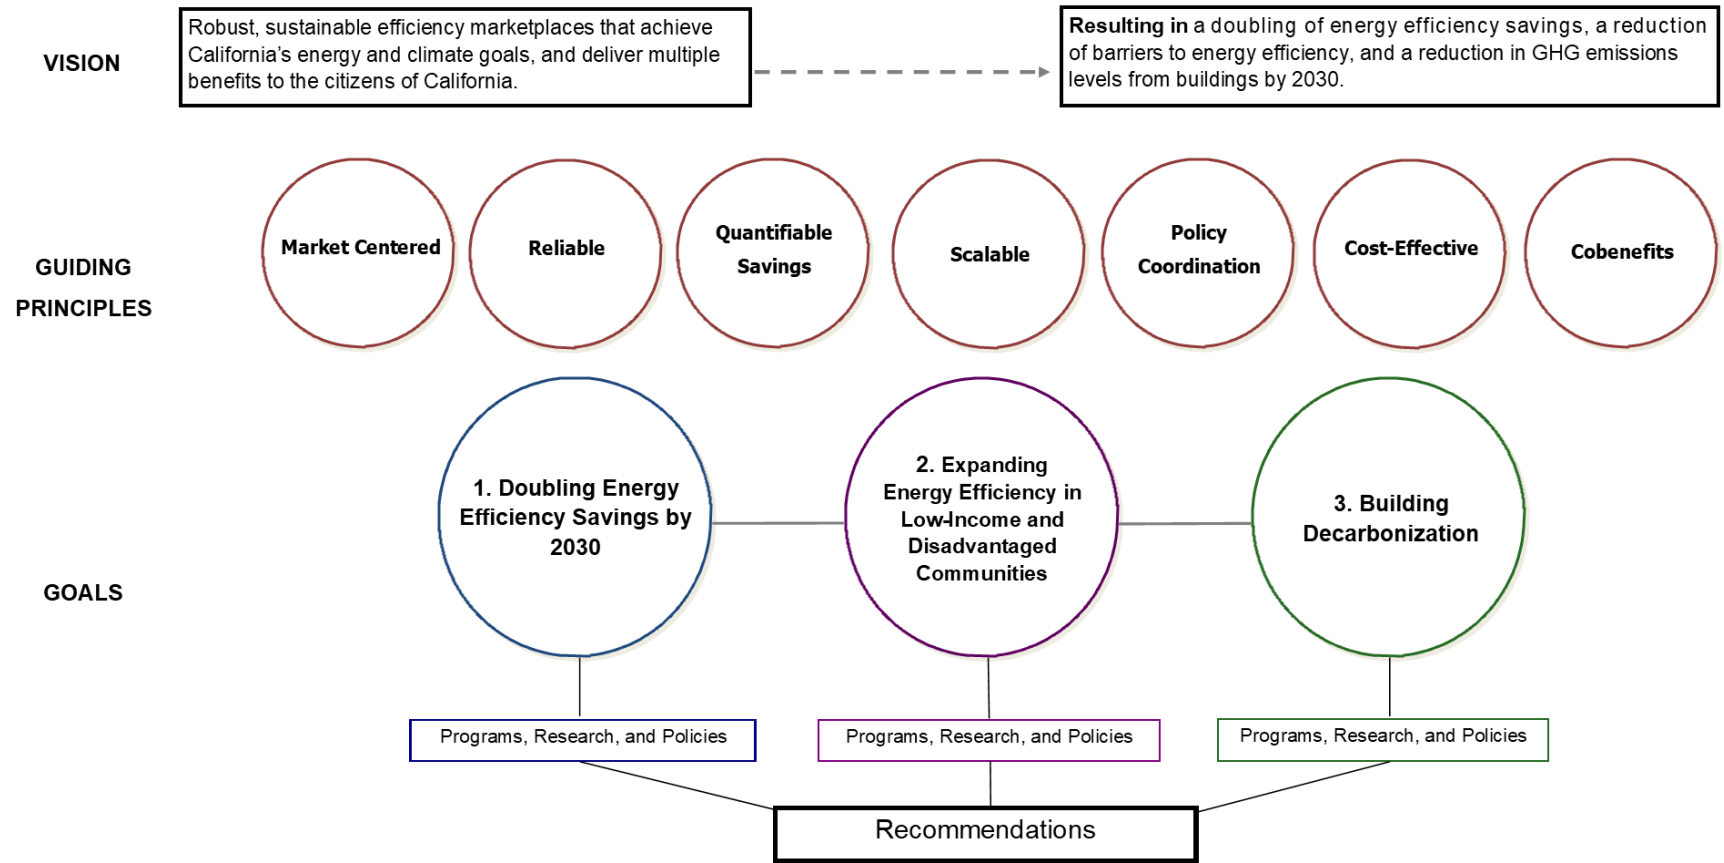 VISION
Robust, sustainable efficiency marketplaces that achieve
California's energy and climate goals, and deliver multiple
benefits to the citizens of California.
Resulting in a doubling of energy efficiency savings, a reduction
of barriers to energy efficiency, and a reduction in GHG emissions
levels from buildings by 2030.
GUIDING
PRINCIPLES
Market Centered
Reliable
Quantifiable
Savings
Scalable
Policy
Coordination
Cost-Effective
Cobenefits
GOALS
1. Doubling Energy
Efficiency Savings by
2030
2. Expanding
Energy Efficiency in
Low-Income and
Disadvantaged
Communities
3. Building
Decarbonization
Programs, Research, and Policies
Programs, Research, and Policies
Programs, Research, and Policies
Recommendations